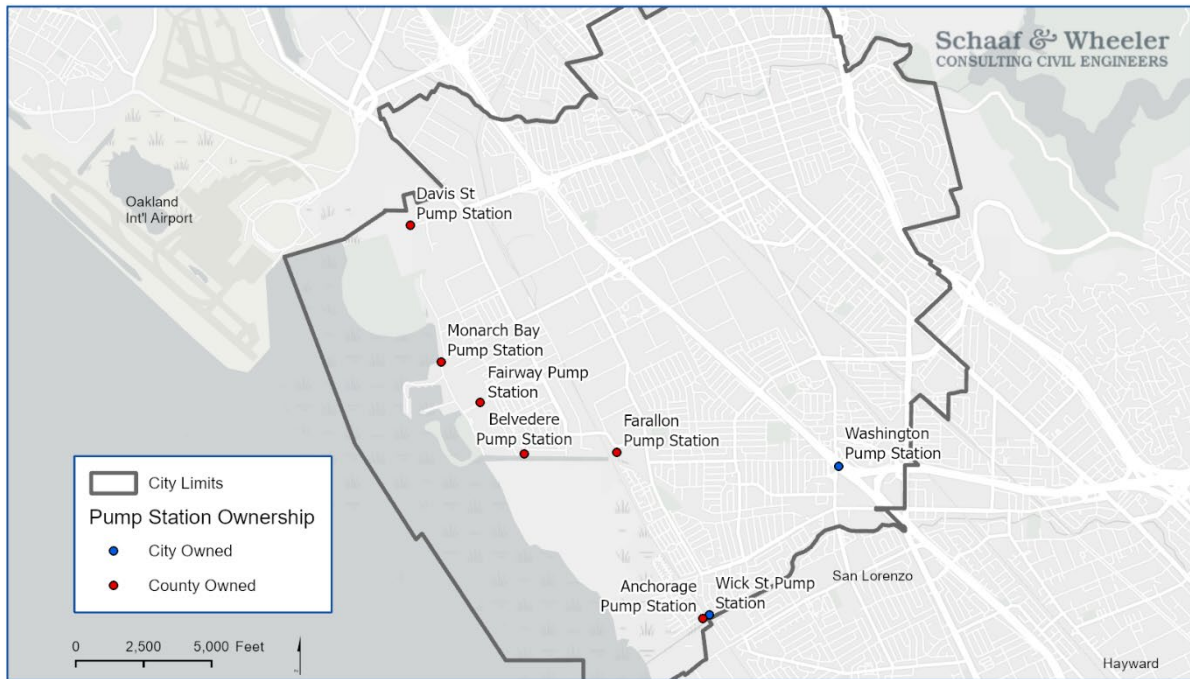 Schaaf & Wheeler
CONSULTING CIVIL ENGINEERS
Oakland
Int'l Airport
Davis St
Pump Station
Monarch Bay
Pump Station
Fairway Pump
Station
Belvedere
Pump Station
Farallon
Pump Station
Washington
Pump Station
City Limits
Pump Station Ownership
City Owned
County Owned
Anchorage
Pump Station
Wick St Pump
Station
San Lorenzo
0 2,500 5,000 Feet
Hayward